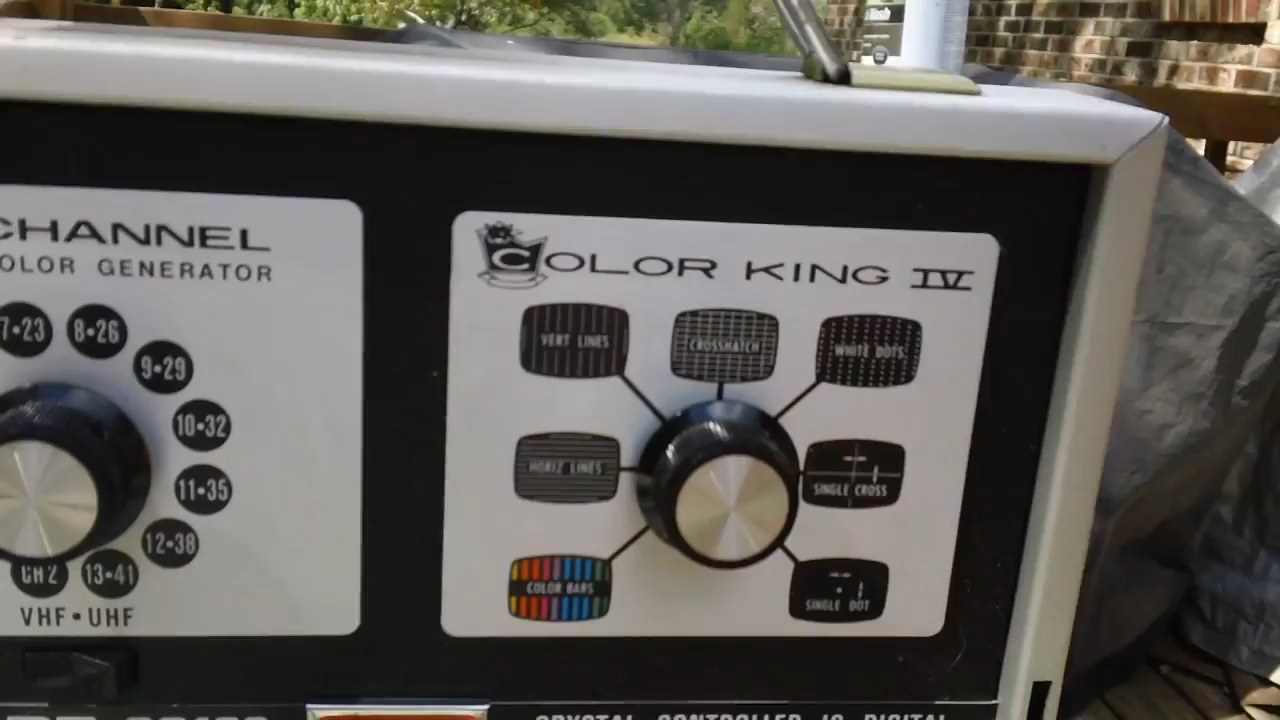 CHANNEL
OLOR GENERATOR
7•23
8•26
9•29
10•32
11•35
12•38
13•41
CH 2
VHF•UHF
COLOR KING IV
VERT LINES
CROSSHATCH
WHITE DOTS
HORIZ LINES
SINGLE CROSS
COLOR BARS
SINGLE DOT
CRYSTAL CONTROLLED IC DIGITAL